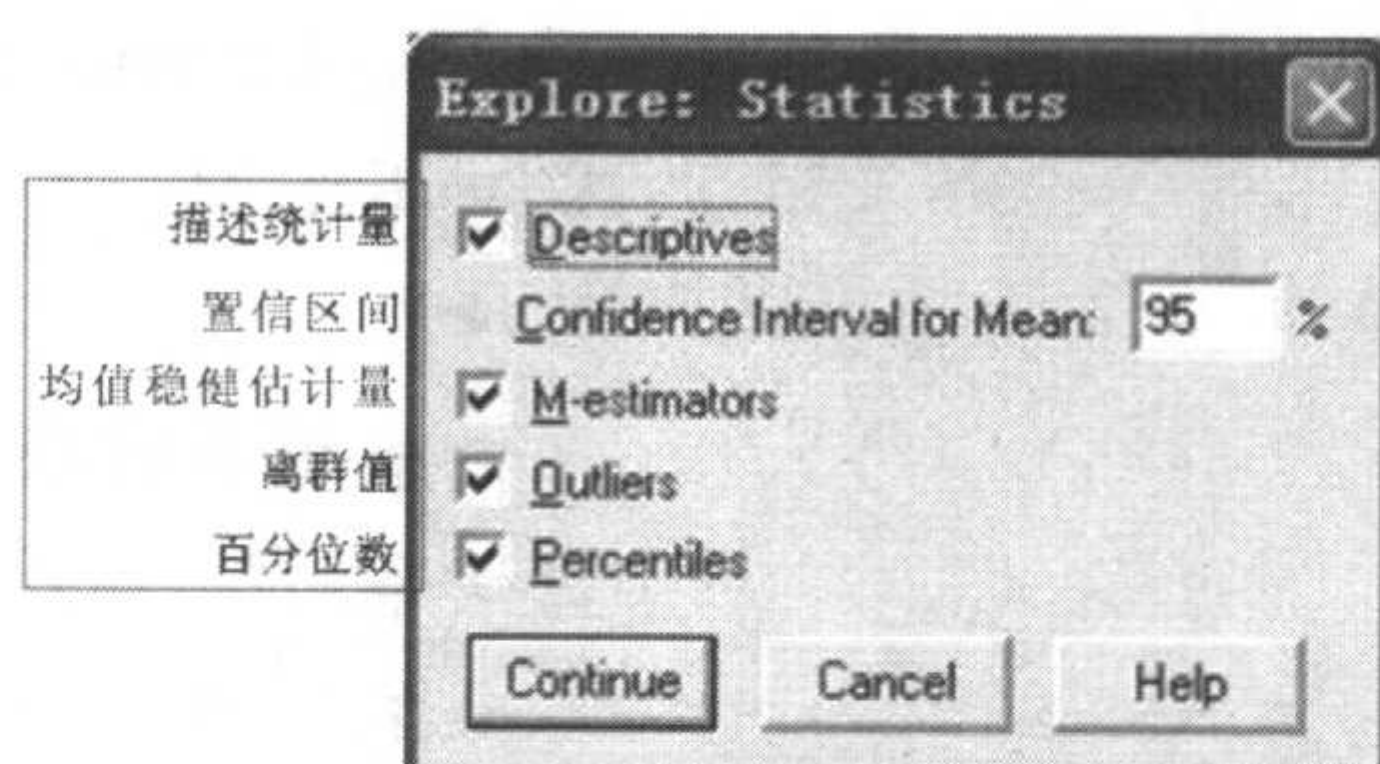 Explore: Statistics
描述统计量
Descriptives
置信区间
Confidence Interval for Mean: 95 %
均值稳健估计量
M-estimators
离群值
Outliers
百分位数
Percentiles
Continue Cancel Help